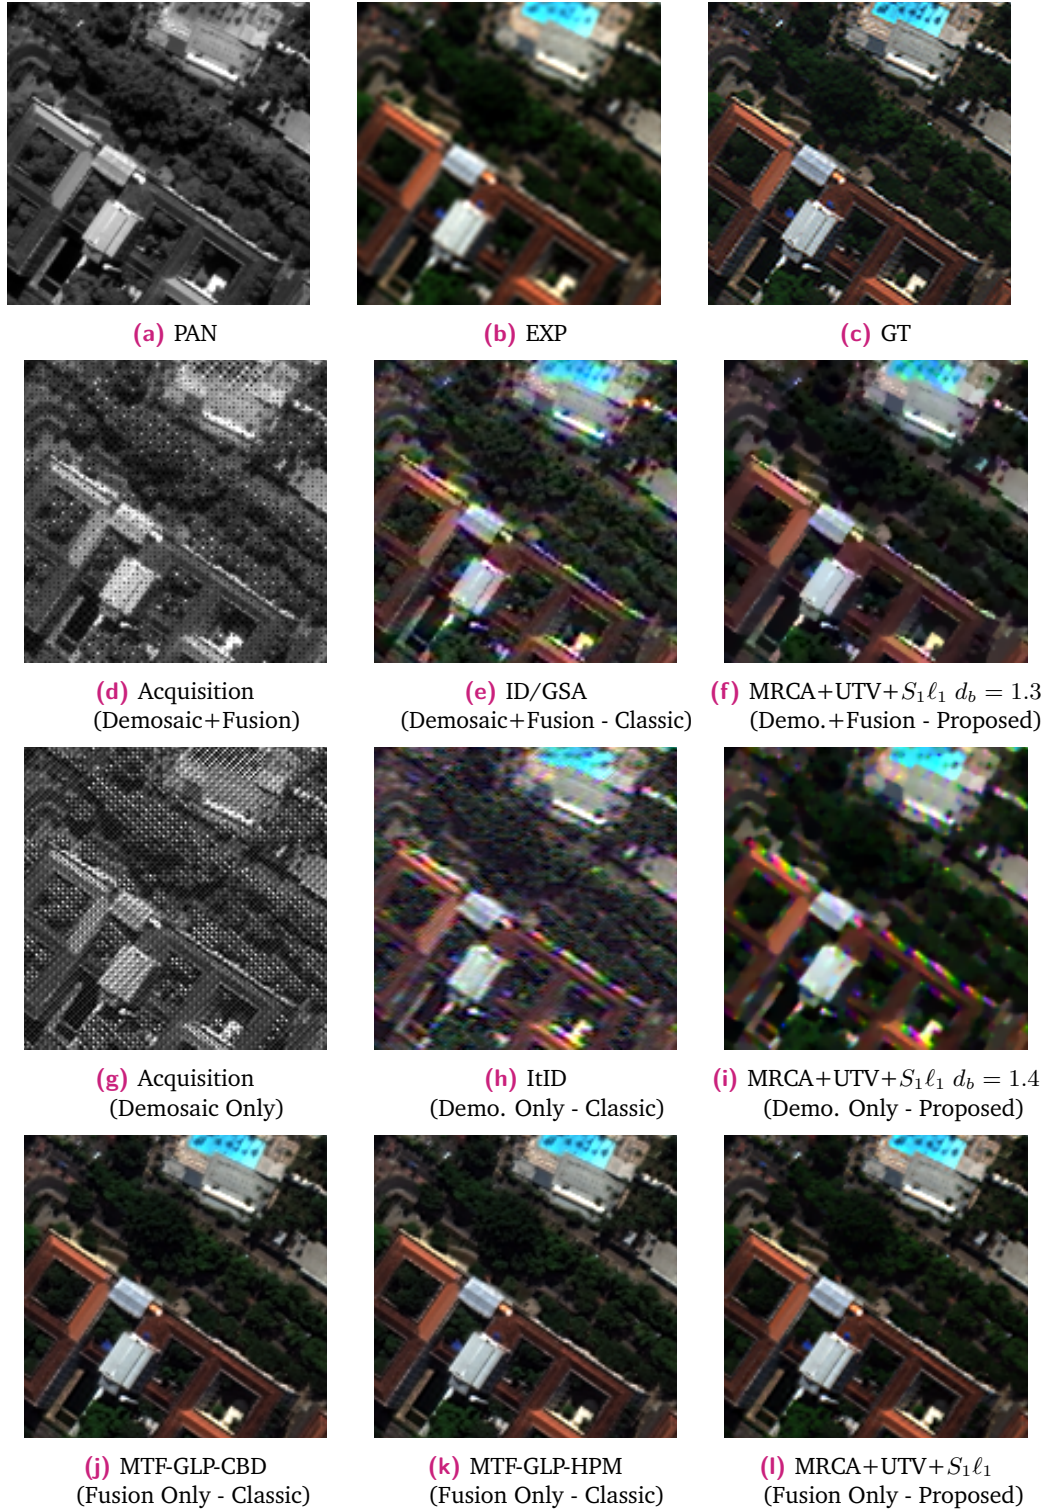 (a) PAN
(b) EXP
(c) GT
(d) Acquisition
(Demosaic+Fusion)
(e) ID/GSA
(Demosaic+Fusion - Classic)
(f) MRCA+UTV+S₁ℓ₁ d_b = 1.3
(Demo.+Fusion - Proposed)
(g) Acquisition
(Demosaic Only)
(h) ItID
(Demo. Only - Classic)
(i) MRCA+UTV+S₁ℓ₁ d_b = 1.4
(Demo. Only - Proposed)
(j) MTF-GLP-CBD
(Fusion Only - Classic)
(k) MTF-GLP-HPM
(Fusion Only - Classic)
(l) MRCA+UTV+S₁ℓ₁
(Fusion Only - Proposed)